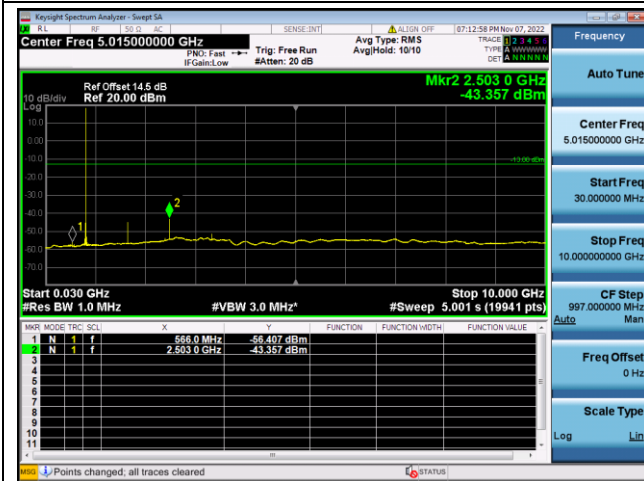 Keysight Spectrum Analyzer - Swept SA
RL RF 50 Ω AC SENSE:INT ALIGN OFF 07:12:58 PM Nov 07, 2022
Center Freq 5.015000000 GHz
PNO: Fast
IFGain:Low
Trig: Free Run
#Atten: 20 dB
Avg Type: RMS
Avg|Hold: 10/10
TRACE 1 2 3 4 5 6
TYPE A WWWWW
DET A N N N N N
Ref Offset 14.5 dB
10 dB/div Ref 20.00 dBm
Log
Mkr2 2.503 0 GHz
-43.357 dBm
10.0
0.00
-10.0
-13.00 dBm
-20.0
-30.0
-40.0
-50.0
-60.0
-70.0
1
2
Start 0.030 GHz Stop 10.000 GHz
#Res BW 1.0 MHz #VBW 3.0 MHz* #Sweep 5.001 s (19941 pts)
MKR MODE TRC SCL X Y FUNCTION FUNCTION WIDTH FUNCTION VALUE
1 N 1 f 566.0 MHz -56.407 dBm
2 N 1 f 2.503 0 GHz -43.357 dBm
3
4
5
6
7
8
9
10
11
MSG Points changed; all traces cleared STATUS
Frequency
Auto Tune
Center Freq
5.015000000 GHz
Start Freq
30.000000 MHz
Stop Freq
10.000000000 GHz
CF Step
997.000000 MHz
Auto Man
Freq Offset
0 Hz
Scale Type
Log Lin